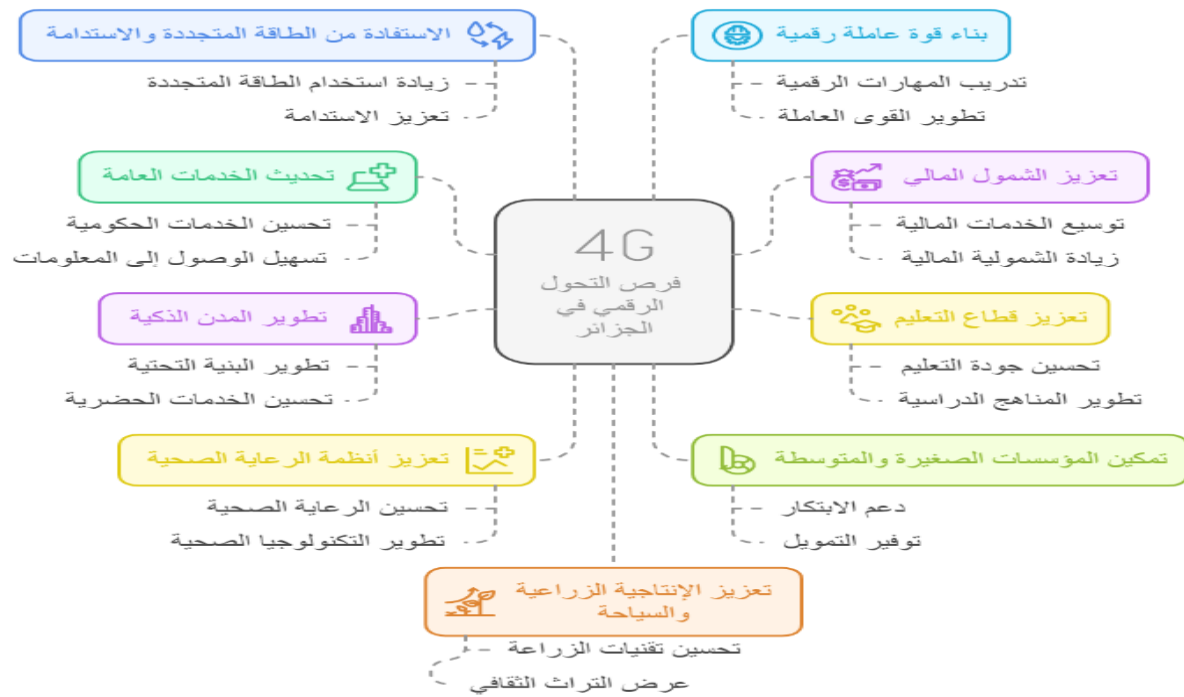 بناء قوة عاملة رقمية
تدريب المهارات الرقمية
تطوير القوى العاملة
الاستفادة من الطاقة المتجددة والاستدامة
زيادة استخدام الطاقة المتجددة
تعزيز الاستدامة
تعزيز الشمول المالي
توسيع الخدمات المالية
زيادة الشمولية المالية
تحديث الخدمات العامة
تحسين الخدمات الحكومية
تسهيل الوصول إلى المعلومات
4G
فرص التحول
الرقمي في
الجزائر
تعزيز قطاع التعليم
تحسين جودة التعليم
تطوير المناهج الدراسية
تطوير المدن الذكية
تطوير البنية التحتية
تحسين الخدمات الحضرية
تمكين المؤسسات الصغيرة والمتوسطة
دعم الابتكار
توفير التمويل
تعزيز أنظمة الرعاية الصحية
تحسين الرعاية الصحية
تطوير التكنولوجيا الصحية
تعزيز الإنتاجية الزراعية
والسياحة
تحسين تقنيات الزراعة
عرض التراث الثقافي